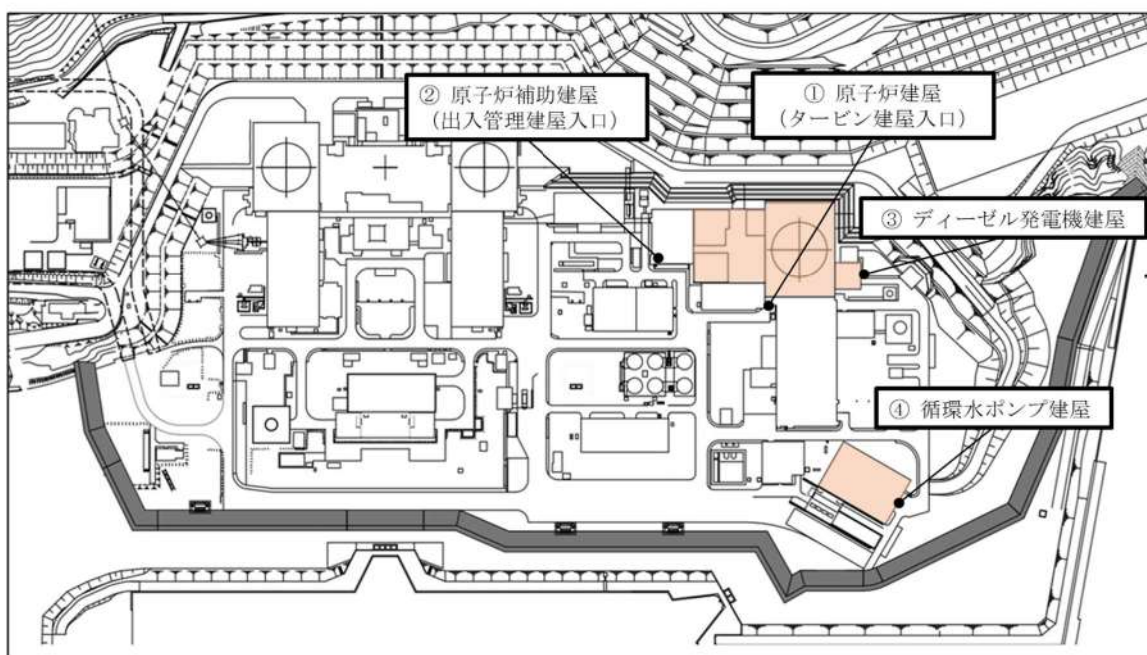 ② 原子炉補助建屋
(出入管理建屋入口)
① 原子炉建屋
(タービン建屋入口)
③ ディーゼル発電機建屋
④ 循環水ポンプ建屋